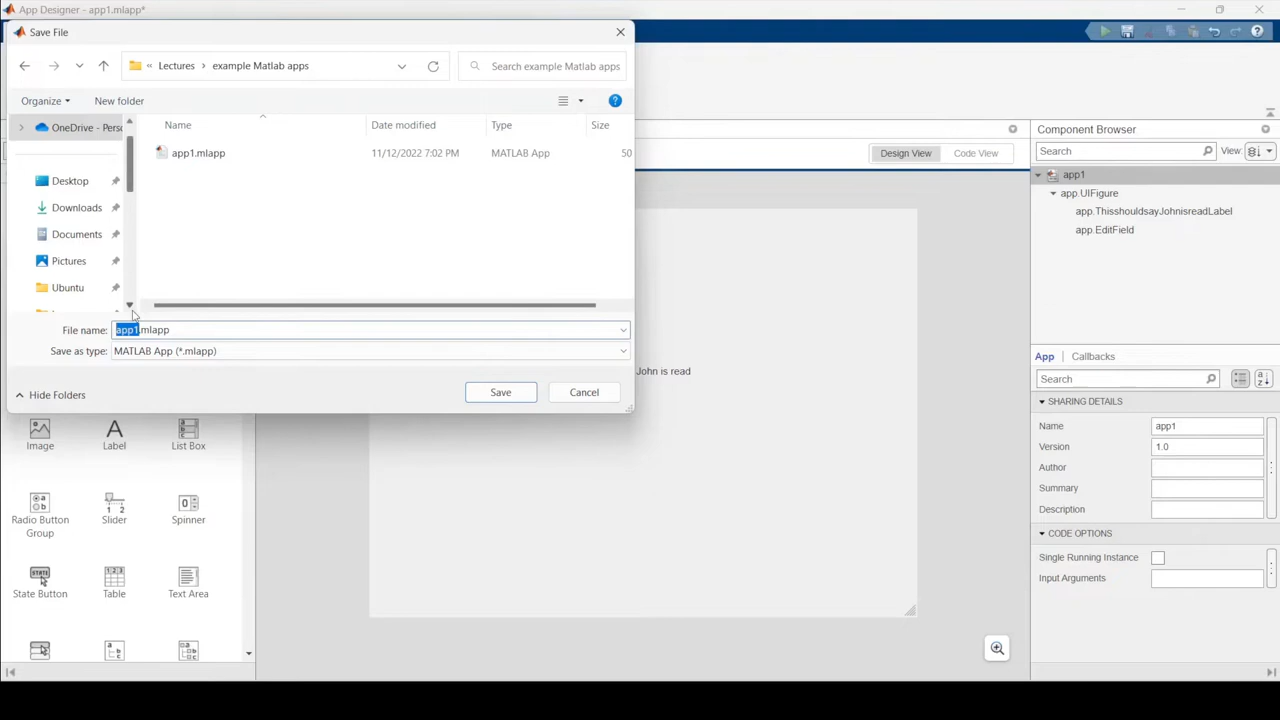 App Designer - app1.mlapp*
Save File
« Lectures › example Matlab apps
Search example Matlab apps
Organize
New folder
OneDrive - Perso
Name
Date modified
Type
Size
app1.mlapp
11/12/2022 7:02 PM
MATLAB App
50
Desktop
Downloads
Documents
Pictures
Ubuntu
File name:
app1.mlapp
Save as type:
MATLAB App (*.mlapp)
Hide Folders
Save
Cancel
Design View
Code View
John is read
Image
Label
List Box
Radio Button
Group
Slider
Spinner
STATE
State Button
Table
Text Area
Component Browser
Search
View:
app1
app.UIFigure
app.ThisshouldsayJohnisreadLabel
app.EditField
App | Callbacks
Search
SHARING DETAILS
Name
app1
Version
1.0
Author
Summary
Description
CODE OPTIONS
Single Running Instance
Input Arguments